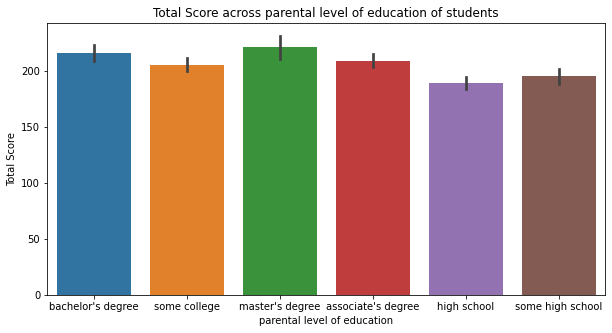 Total Score across parental level of education of students
Total Score
200
150
100
50
0
bachelor's degree some college master's degree associate's degree high school some high school
parental level of education